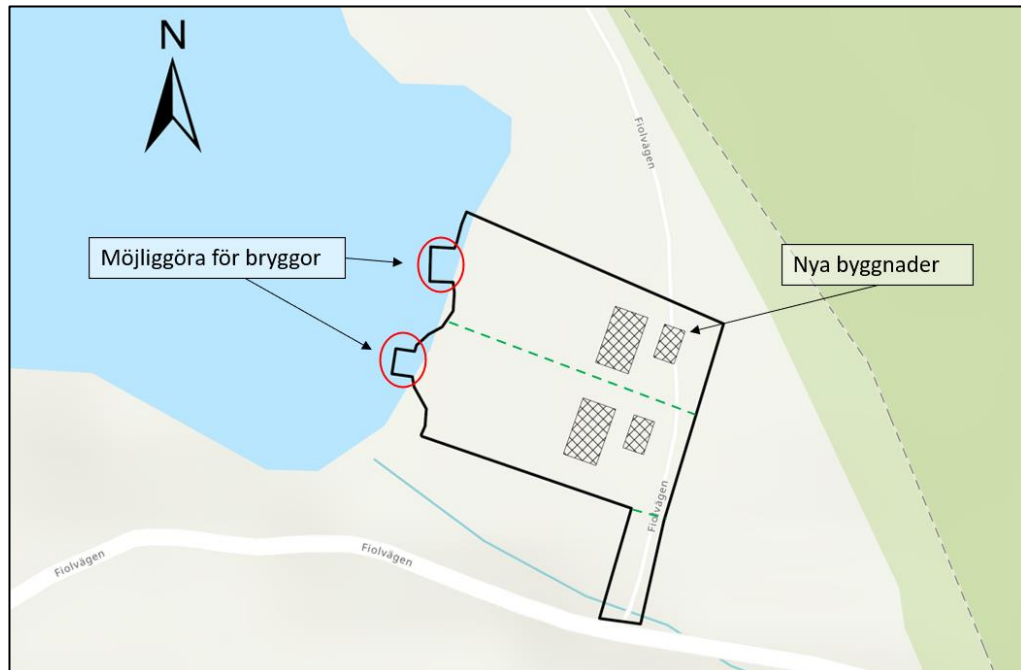 N
Fiolvägen
Möjliggöra för bryggor
Nya byggnader
Fiolvägen
Fiolvägen
Fiolvägen